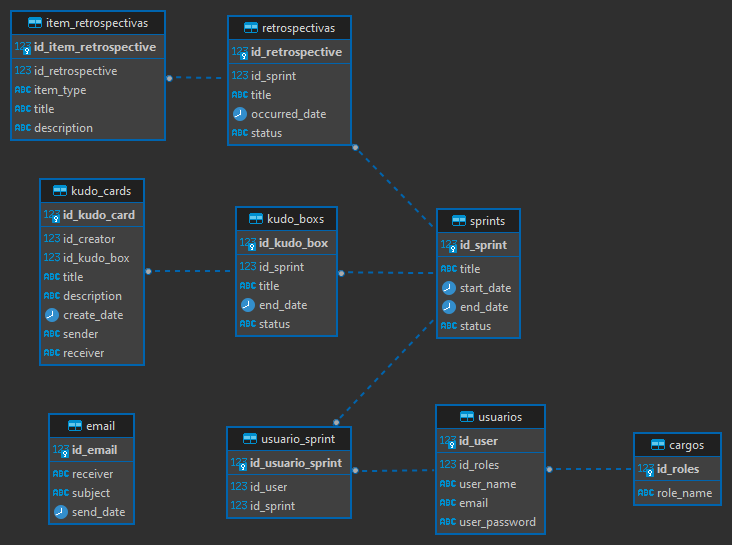 item_retrospectivas
123 id_item_retrospective
123 id_retrospective
ABC item_type
ABC title
ABC description
retrospectivas
123 id_retrospective
123 id_sprint
ABC title
occurred_date
ABC status
kudo_cards
123 id_kudo_card
123 id_creator
123 id_kudo_box
ABC title
ABC description
create_date
ABC sender
ABC receiver
kudo_boxs
123 id_kudo_box
123 id_sprint
ABC title
end_date
ABC status
sprints
123 id_sprint
ABC title
start_date
end_date
ABC status
email
123 id_email
ABC receiver
ABC subject
send_date
usuario_sprint
123 id_usuario_sprint
123 id_user
123 id_sprint
usuarios
123 id_user
123 id_roles
ABC user_name
ABC email
ABC user_password
cargos
123 id_roles
ABC role_name